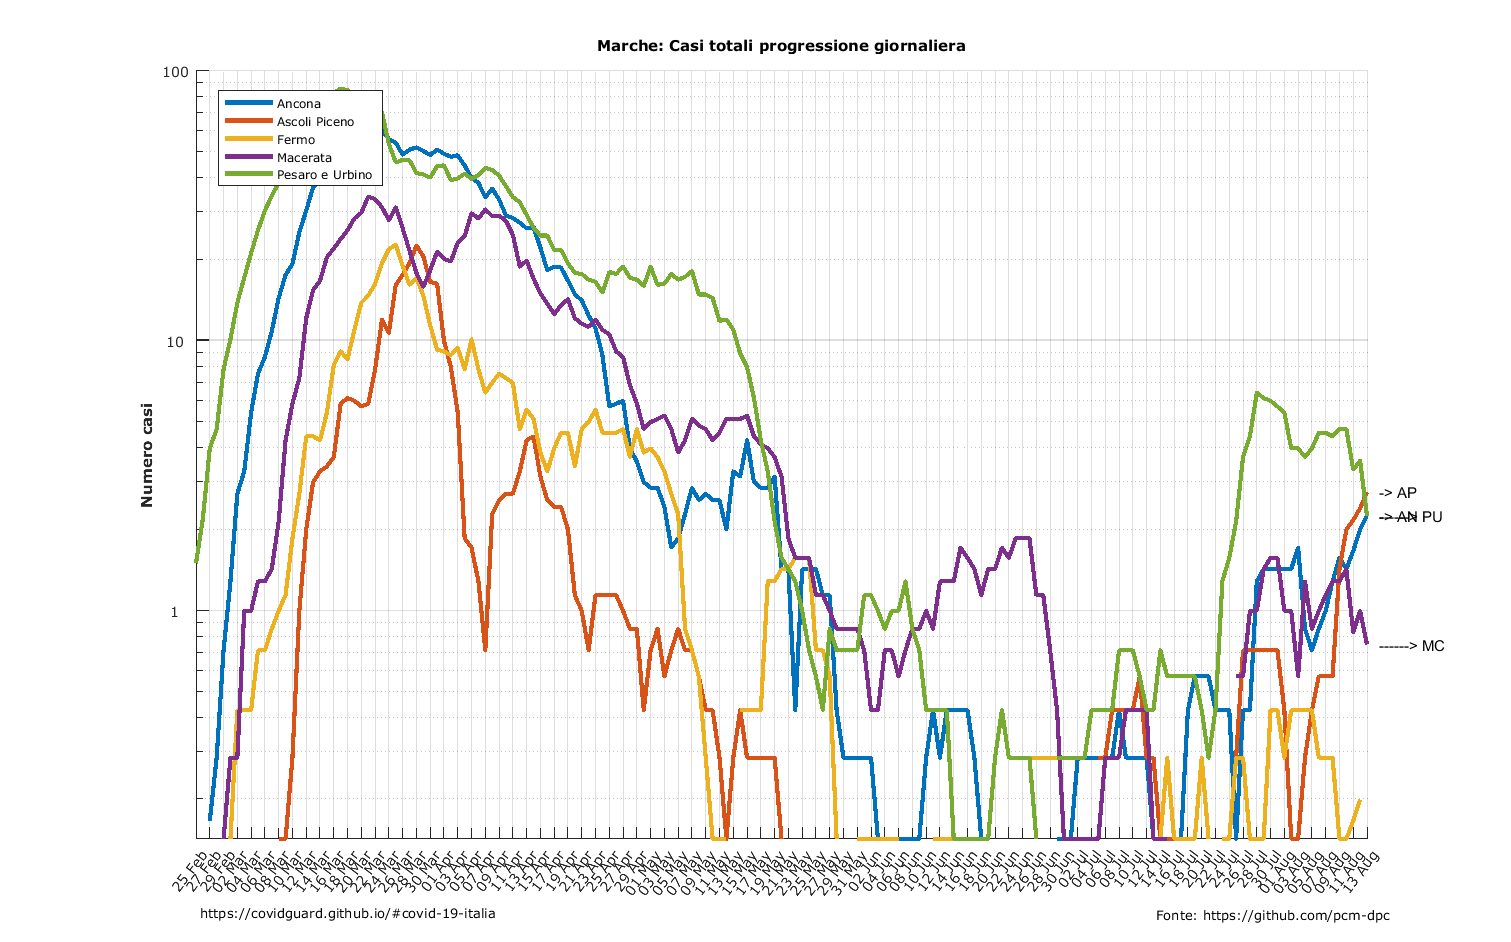 Marche: Casi totali progressione giornaliera
100
10
1
Numero casi
Ancona
Ascoli Piceno
Fermo
Macerata
Pesaro e Urbino
-> AP
-> AN
------> PU
------> MC
25 Feb
27 Feb
29 Feb
02 Mar
04 Mar
06 Mar
08 Mar
10 Mar
12 Mar
14 Mar
16 Mar
18 Mar
20 Mar
22 Mar
24 Mar
26 Mar
28 Mar
30 Mar
01 Apr
03 Apr
05 Apr
07 Apr
09 Apr
11 Apr
13 Apr
15 Apr
17 Apr
19 Apr
21 Apr
23 Apr
25 Apr
27 Apr
29 Apr
01 May
03 May
05 May
07 May
09 May
11 May
13 May
15 May
17 May
19 May
21 May
23 May
25 May
27 May
29 May
31 May
02 Jun
04 Jun
06 Jun
08 Jun
10 Jun
12 Jun
14 Jun
16 Jun
18 Jun
20 Jun
22 Jun
24 Jun
26 Jun
28 Jun
30 Jun
02 Jul
04 Jul
06 Jul
08 Jul
10 Jul
12 Jul
14 Jul
16 Jul
18 Jul
20 Jul
22 Jul
24 Jul
26 Jul
28 Jul
30 Jul
01 Aug
03 Aug
05 Aug
07 Aug
09 Aug
11 Aug
13 Aug
https://covidguard.github.io/#covid-19-italia
Fonte: https://github.com/pcm-dpc